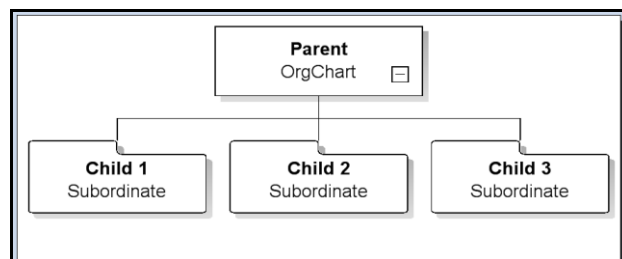 Parent
OrgChart
Child 1
Subordinate
Child 2
Subordinate
Child 3
Subordinate